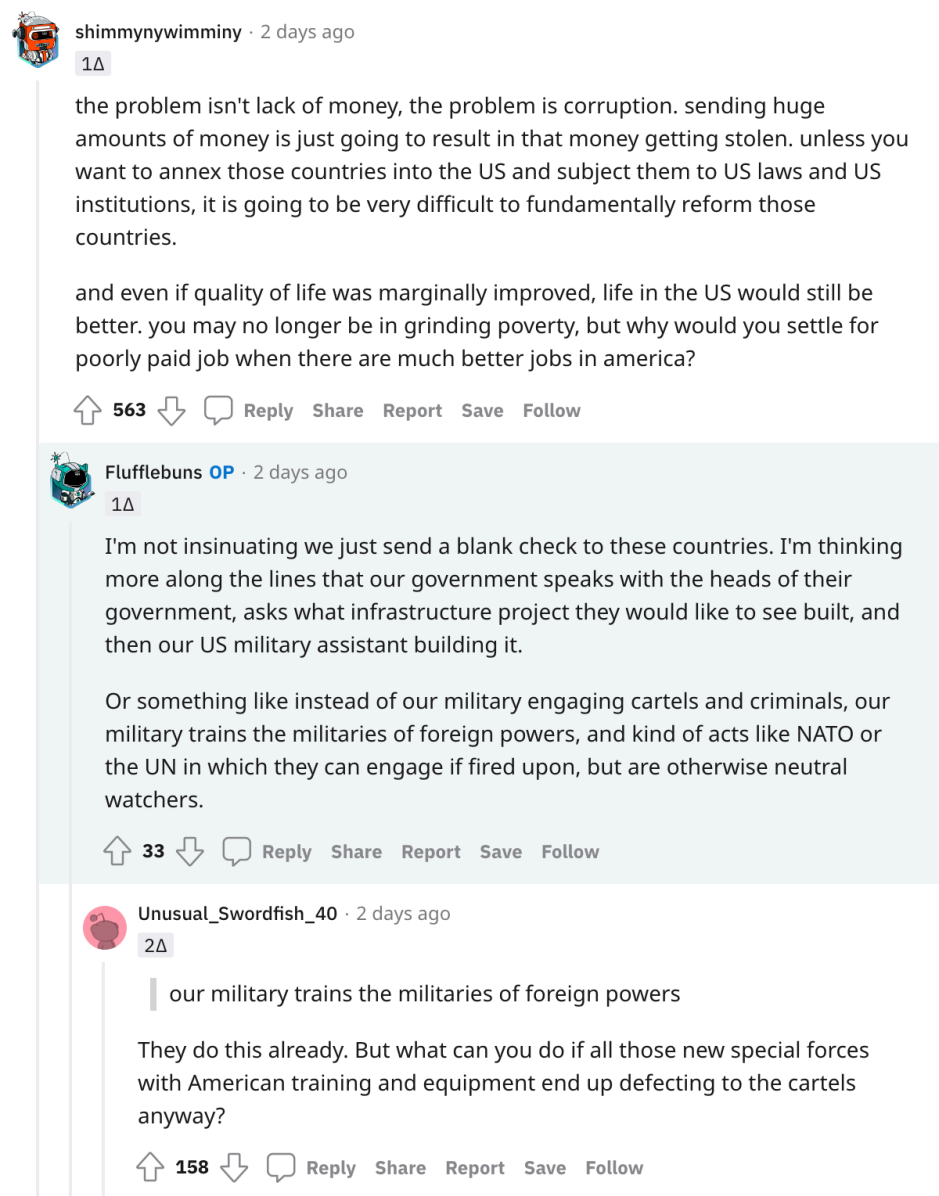 shimmynywimminy · 2 days ago
1Δ
the problem isn't lack of money, the problem is corruption. sending huge
amounts of money is just going to result in that money getting stolen. unless you
want to annex those countries into the US and subject them to US laws and US
institutions, it is going to be very difficult to fundamentally reform those
countries.
and even if quality of life was marginally improved, life in the US would still be
better. you may no longer be in grinding poverty, but why would you settle for
poorly paid job when there are much better jobs in america?
563 Reply Share Report Save Follow
Flufflebuns OP · 2 days ago
1Δ
I'm not insinuating we just send a blank check to these countries. I'm thinking
more along the lines that our government speaks with the heads of their
government, asks what infrastructure project they would like to see built, and
then our US military assistant building it.
Or something like instead of our military engaging cartels and criminals, our
military trains the militaries of foreign powers, and kind of acts like NATO or
the UN in which they can engage if fired upon, but are otherwise neutral
watchers.
33 Reply Share Report Save Follow
Unusual_Swordfish_40 · 2 days ago
2Δ
our military trains the militaries of foreign powers
They do this already. But what can you do if all those new special forces
with American training and equipment end up defecting to the cartels
anyway?
158 Reply Share Report Save Follow